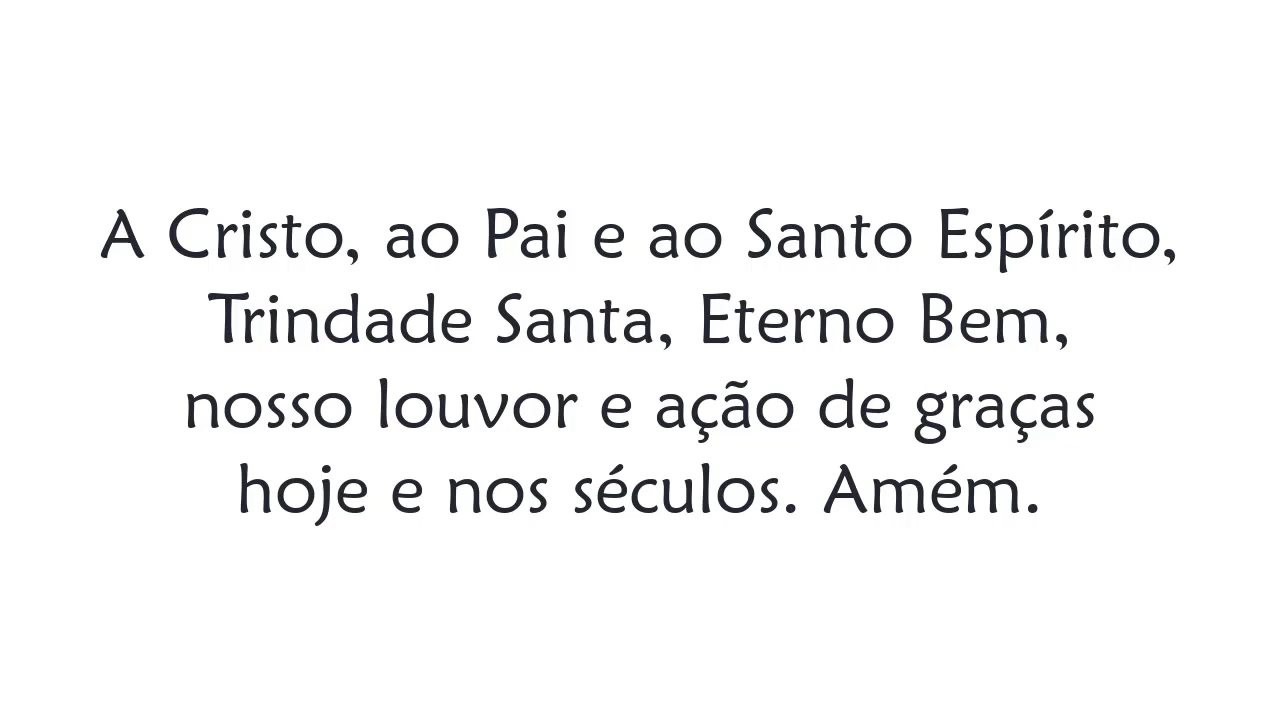 A Cristo, ao Pai e ao Santo Espírito,
Trindade Santa, Eterno Bem,
nosso louvor e ação de graças
hoje e nos séculos. Amém.